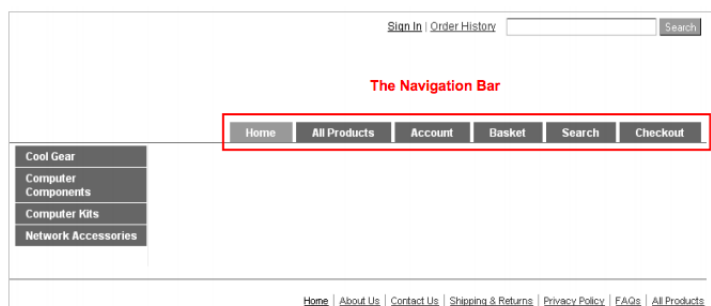 Sign In | Order History Search
The Navigation Bar
Home All Products Account Basket Search Checkout
Cool Gear
Computer
Components
Computer Kits
Network Accessories
Home | About Us | Contact Us | Shipping & Returns | Privacy Policy | FAQs | All Products